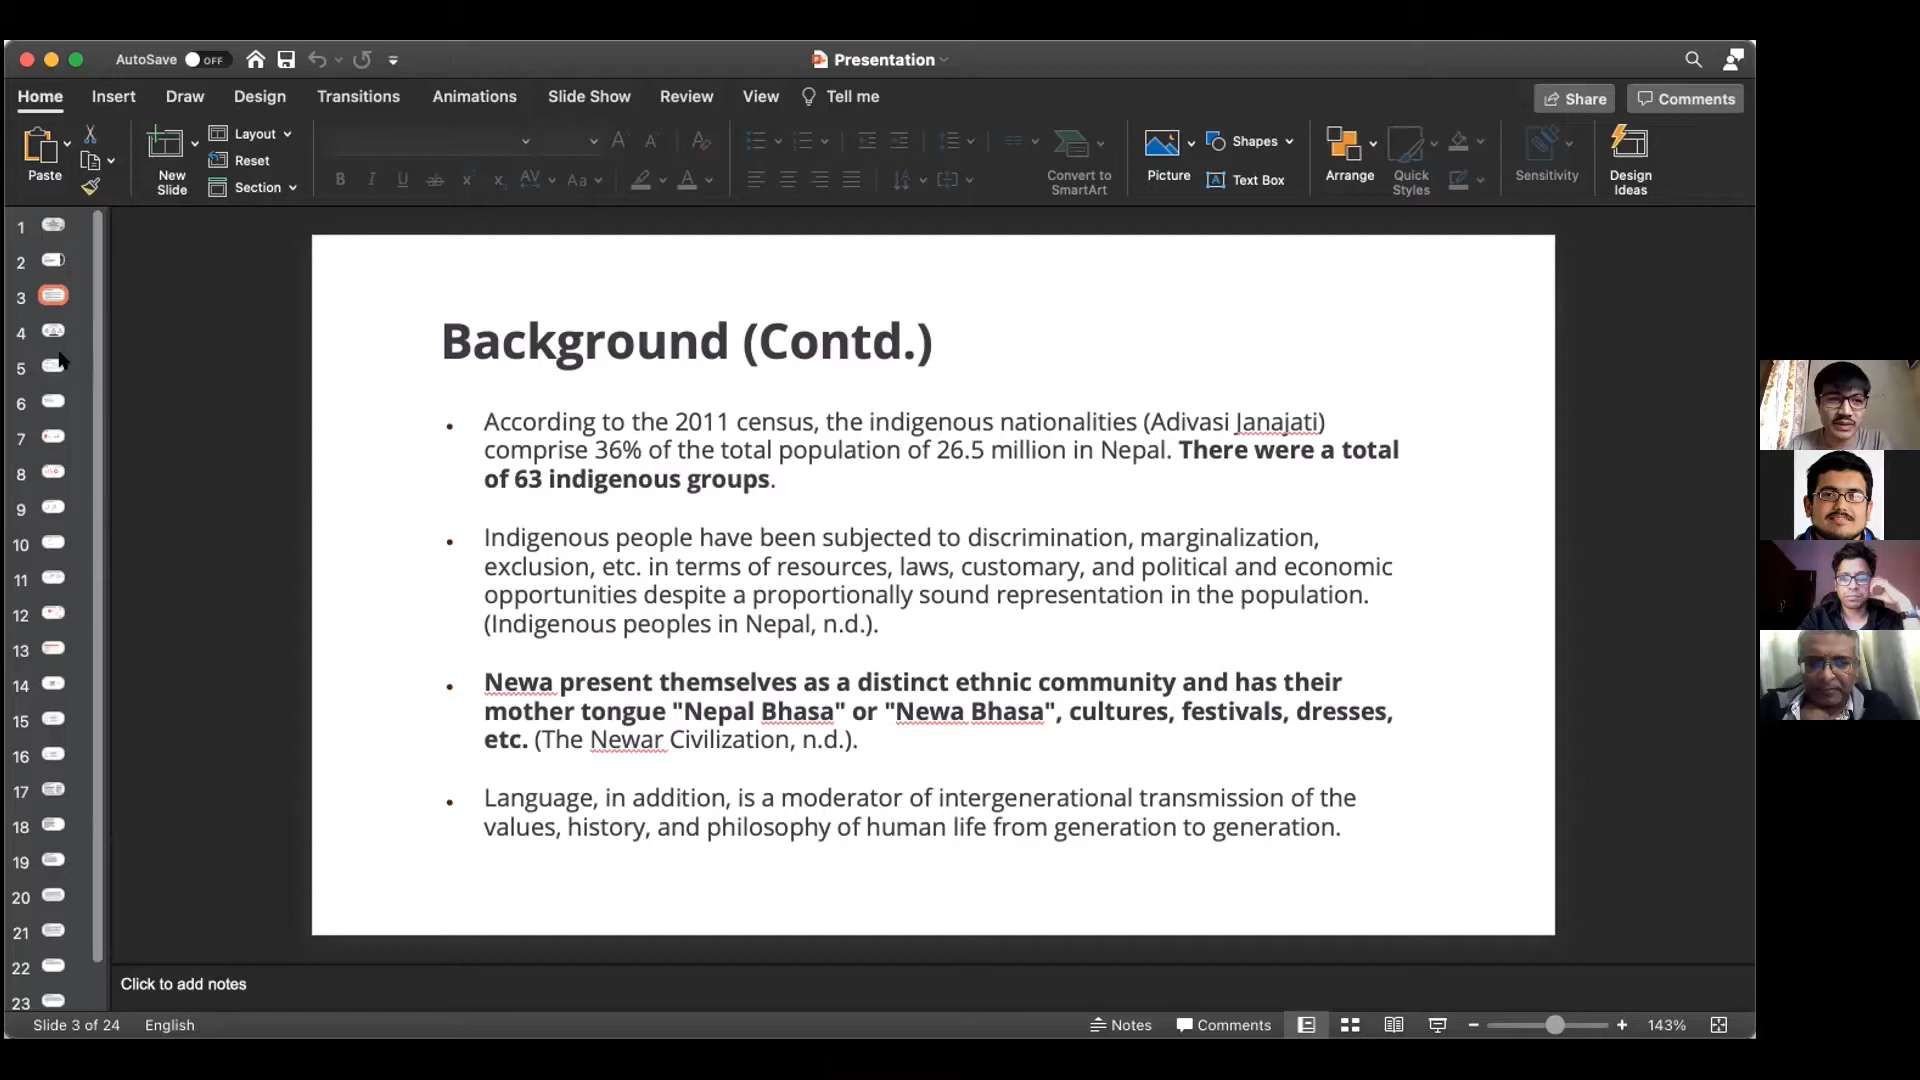 AutoSave OFF
Presentation
Home Insert Draw Design Transitions Animations Slide Show Review View Tell me
Share Comments
Paste
New
Slide
Layout
Reset
Section
B I U ab x x AV Aa A
A A A
Convert to
SmartArt
Picture
Shapes
A Text Box
Arrange
Quick
Styles
Sensitivity
Design
Ideas
1
2
3
4
5
6
7
8
9
10
11
12
13
14
15
16
17
18
19
20
21
22
23
Background (Contd.)
• According to the 2011 census, the indigenous nationalities (Adivasi Janajati)
comprise 36% of the total population of 26.5 million in Nepal. There were a total
of 63 indigenous groups.
• Indigenous people have been subjected to discrimination, marginalization,
exclusion, etc. in terms of resources, laws, customary, and political and economic
opportunities despite a proportionally sound representation in the population.
(Indigenous peoples in Nepal, n.d.).
• Newa present themselves as a distinct ethnic community and has their
mother tongue "Nepal Bhasa" or "Newa Bhasa", cultures, festivals, dresses,
etc. (The Newar Civilization, n.d.).
• Language, in addition, is a moderator of intergenerational transmission of the
values, history, and philosophy of human life from generation to generation.
Click to add notes
Slide 3 of 24 English
Notes Comments
143%